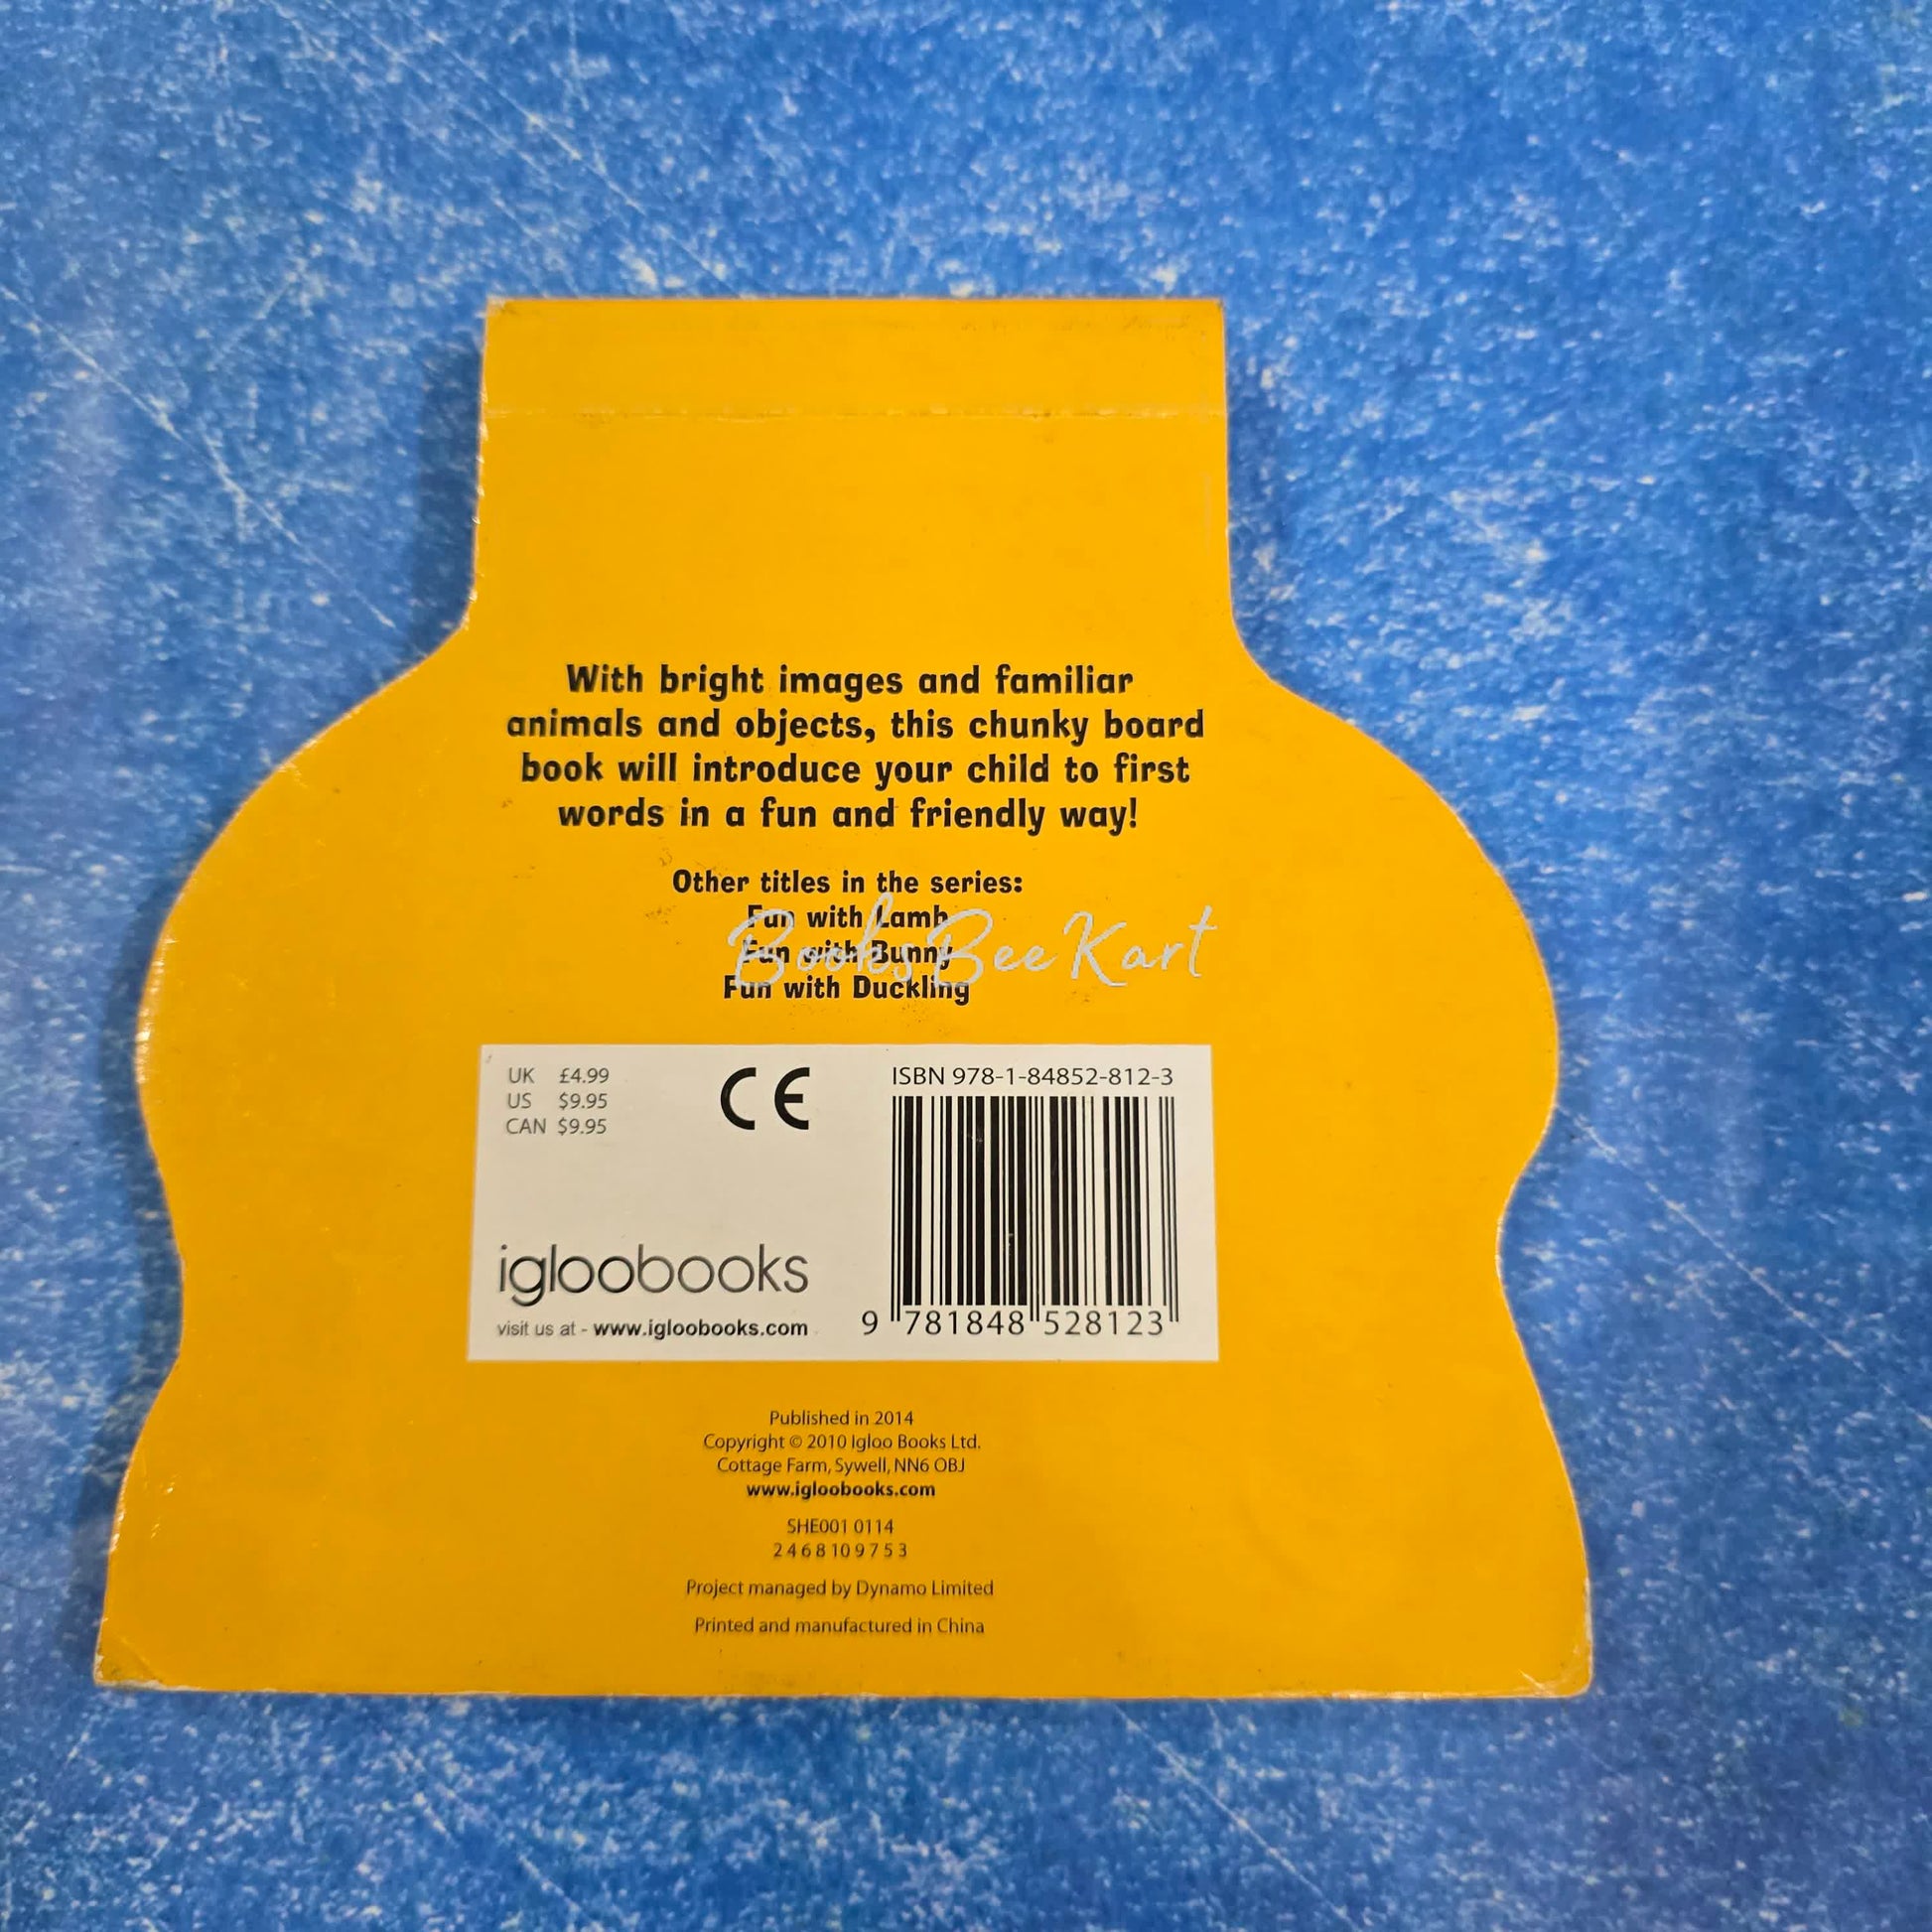 With bright images and familiar
animals and objects, this chunky board
book will introduce your child to first
words in a fun and friendly way!
Other titles in the series:
Fun with Lamb
Fun with Bunny
Fun with Duckling
BooksBeeKart
UK £4.99
US $9.95
CAN $9.95
CE
ISBN 978-1-84852-812-3
9 781848 528123
igloobooks
visit us at - www.igloobooks.com
Published in 2014
Copyright © 2010 Igloo Books Ltd.
Cottage Farm, Sywell, NN6 0BJ
www.igloobooks.com
SHE001 0114
2 4 6 8 10 9 7 5 3
Project managed by Dynamo Limited
Printed and manufactured in China